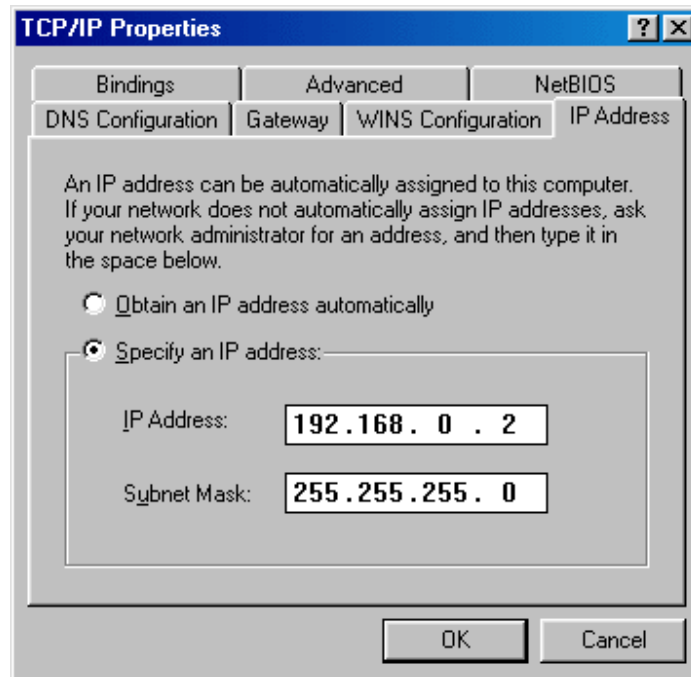 TCP/IP Properties
Bindings Advanced NetBIOS
DNS Configuration Gateway WINS Configuration IP Address
An IP address can be automatically assigned to this computer.
If your network does not automatically assign IP addresses, ask
your network administrator for an address, and then type it in
the space below.
Obtain an IP address automatically
Specify an IP address:
IP Address: 192.168. 0 . 2
Subnet Mask: 255.255.255. 0
OK Cancel